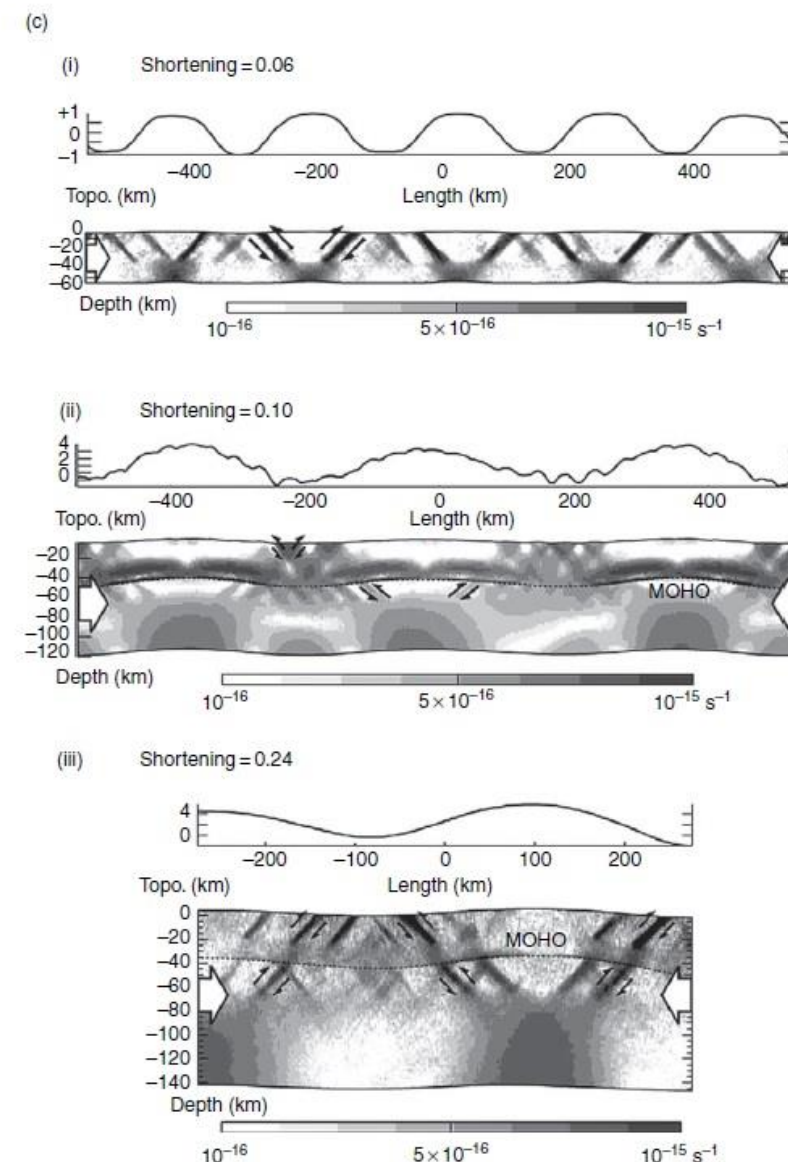 (c)
(i) Shortening = 0.06
+1
0
−1
−400 −200 0 200 400
Topo. (km) Length (km)
0
−20
−40
−60
Depth (km)
10⁻¹⁶ 5 × 10⁻¹⁶ 10⁻¹⁵ s⁻¹
(ii) Shortening = 0.10
4
2
0
−400 −200 0 200 400
Topo. (km) Length (km)
−20
−40
−60
−80
−100
−120
MOHO
Depth (km)
10⁻¹⁶ 5 × 10⁻¹⁶ 10⁻¹⁵ s⁻¹
(iii) Shortening = 0.24
4
0
−200 −100 0 100 200
Topo. (km) Length (km)
0
−20
−40
−60
−80
−100
−120
−140
MOHO
Depth (km)
10⁻¹⁶ 5 × 10⁻¹⁶ 10⁻¹⁵ s⁻¹